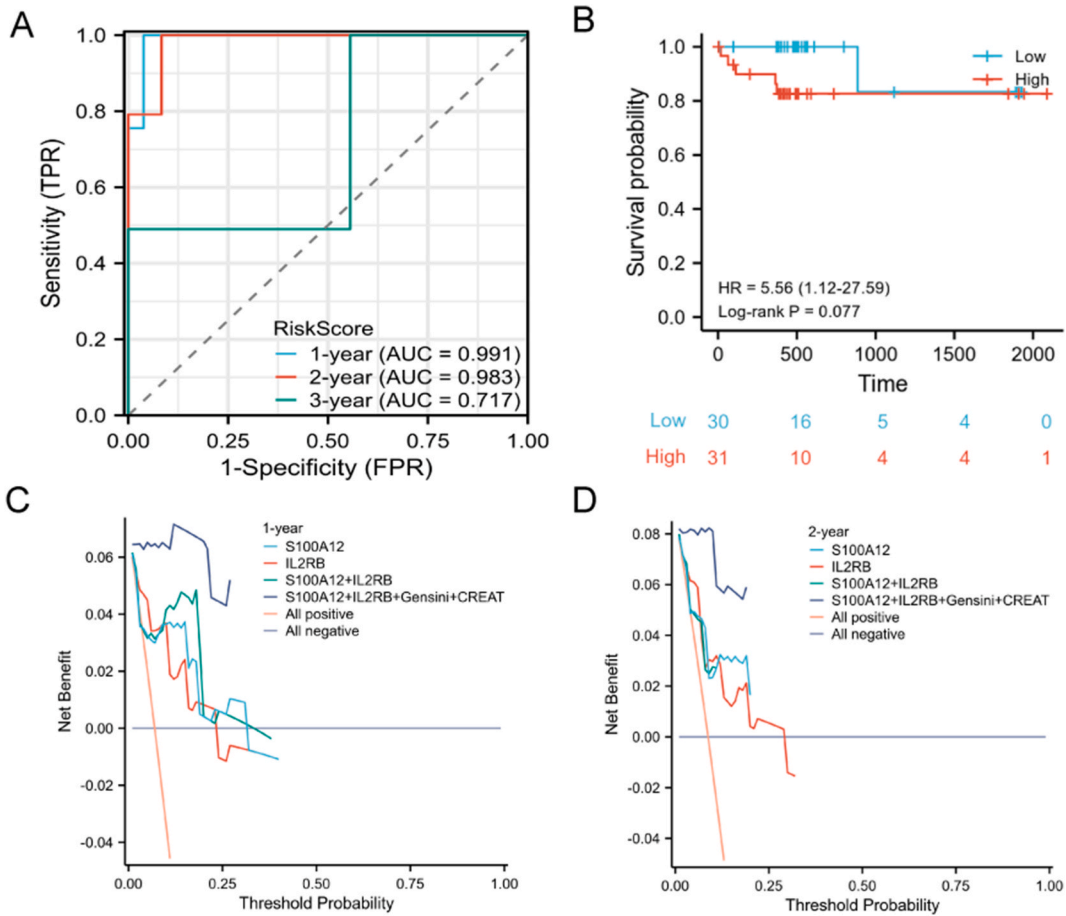 A
1.0
0.8
0.6
0.4
0.2
0.0
Sensitivity (TPR)
RiskScore
1-year (AUC = 0.991)
2-year (AUC = 0.983)
3-year (AUC = 0.717)
0.00 0.25 0.50 0.75 1.00
1-Specificity (FPR)
B
1.0
0.8
0.6
0.4
0.2
0.0
Survival probability
Low
High
HR = 5.56 (1.12-27.59)
Log-rank P = 0.077
0 500 1000 1500 2000
Time
Low 30 16 5 4 0
High 31 10 4 4 1
C
0.06
0.04
0.02
0.00
-0.02
-0.04
Net Benefit
1-year
S100A12
IL2RB
S100A12+IL2RB
S100A12+IL2RB+Gensini+CREAT
All positive
All negative
0.00 0.25 0.50 0.75 1.00
Threshold Probability
D
0.08
0.06
0.04
0.02
0.00
-0.02
-0.04
Net Benefit
2-year
S100A12
IL2RB
S100A12+IL2RB
S100A12+IL2RB+Gensini+CREAT
All positive
All negative
0.00 0.25 0.50 0.75 1.00
Threshold Probability